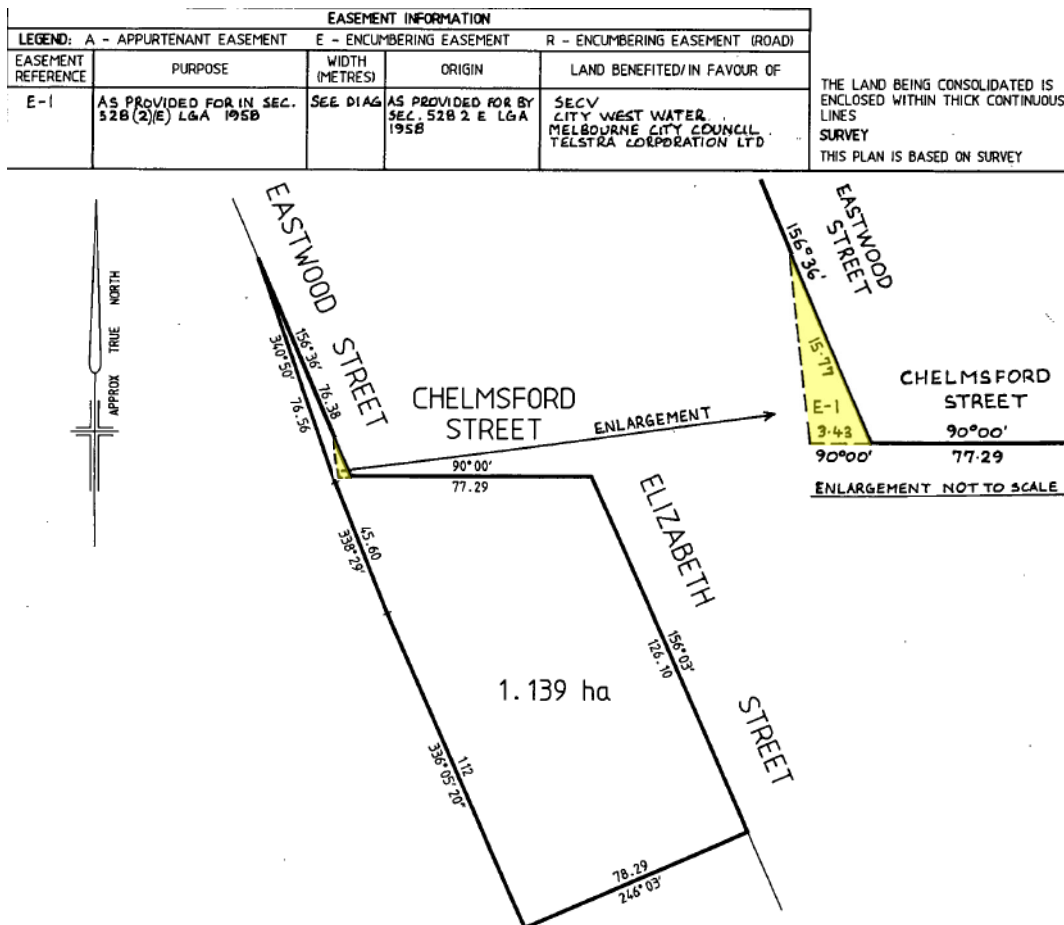 EASEMENT INFORMATION
LEGEND: A - APPURTENANT EASEMENT E - ENCUMBERING EASEMENT R - ENCUMBERING EASEMENT (ROAD)
EASEMENT REFERENCE
PURPOSE
WIDTH (METRES)
ORIGIN
LAND BENEFITED/IN FAVOUR OF
E-1
AS PROVIDED FOR IN SEC.
528 (2)(E) LGA 1958
SEE DIAG
AS PROVIDED FOR BY
SEC. 528 2 E LGA
1958
SECV
CITY WEST WATER
MELBOURNE CITY COUNCIL
TELSTRA CORPORATION LTD
THE LAND BEING CONSOLIDATED IS
ENCLOSED WITHIN THICK CONTINUOUS
LINES
SURVEY
THIS PLAN IS BASED ON SURVEY
APPROX TRUE NORTH
EASTWOOD STREET
156°36' 76.38
340°50' 76.56
CHELMSFORD
STREET
ENLARGEMENT
90°00'
77.29
45.60
338°29'
ELIZABETH STREET
156°03'
126.10
1.139 ha
112
336°05'20"
78.29
246°03'
EASTWOOD
STREET
156°36'
15.77
E-1
3.43
90°00'
CHELMSFORD
STREET
90°00'
77.29
ENLARGEMENT NOT TO SCALE